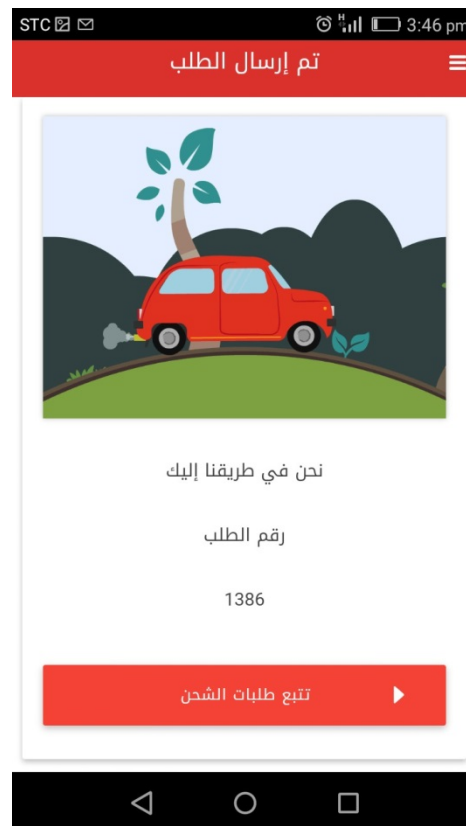 STC 3:46 pm
تم إرسال الطلب
نحن في طريقنا إليك
رقم الطلب
1386
تتبع طلبات الشحن